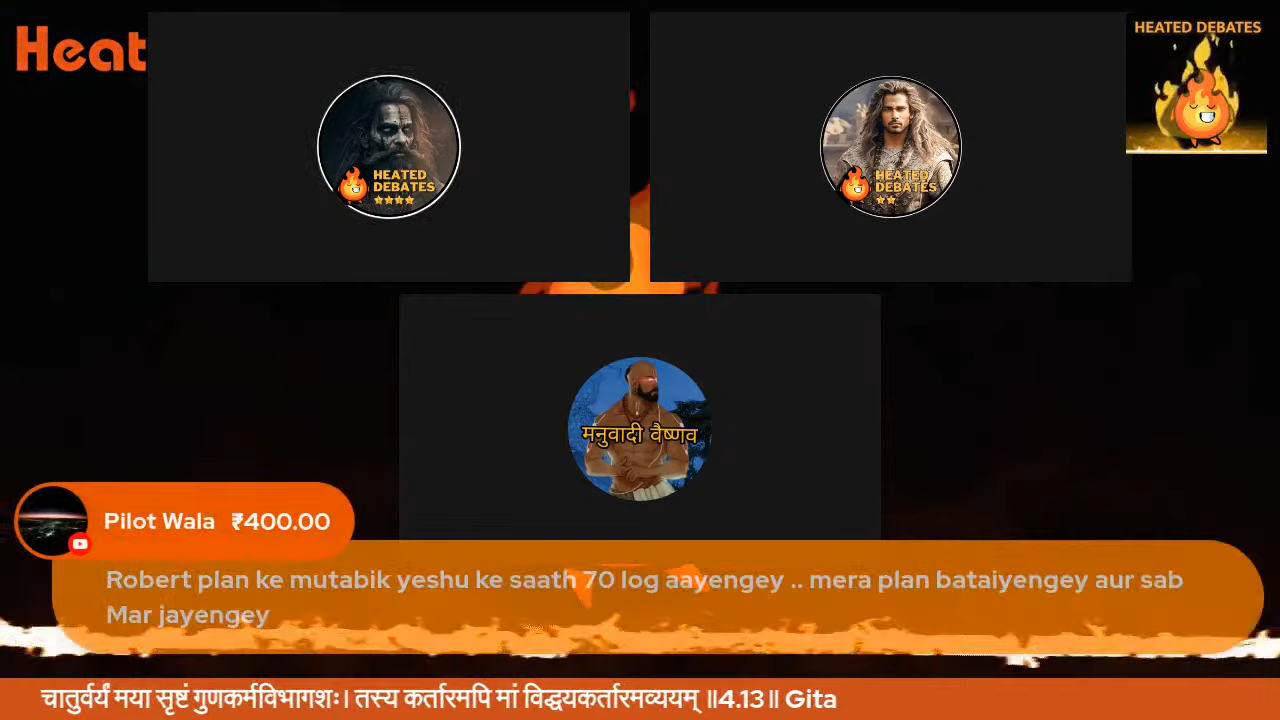 Heat
HEATED DEBATES
HEATED
DEBATES
HEATED
DEBATES
मनुवादी वैष्णव
Pilot Wala ₹400.00
Robert plan ke mutabik yeshu ke saath 70 log aayengey .. mera plan bataiyengey aur sab
Mar jayengey
चातुर्वर्यं मया सृष्टं गुणकर्मविभागशः। तस्य कर्तारमपि मां विद्धयकर्तारमव्ययम् ॥4.13॥ Gita